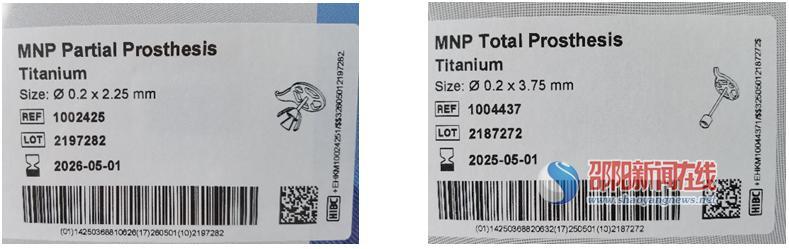 MNP Partial Prosthesis
Titanium
Size: Ø 0.2 x 2.25 mm
REF 1002425
LOT 2197282
2026-05-01
(01)14250368810626(17)260501(10)2197282
HIBC
MNP Total Prosthesis
Titanium
Size: Ø 0.2 x 3.75 mm
REF 1004437
LOT 2187272
2025-05-01
(01)14250368820632(17)250501(10)2187272
HIBC
邵阳新闻在线
www.shaoyangnews.net